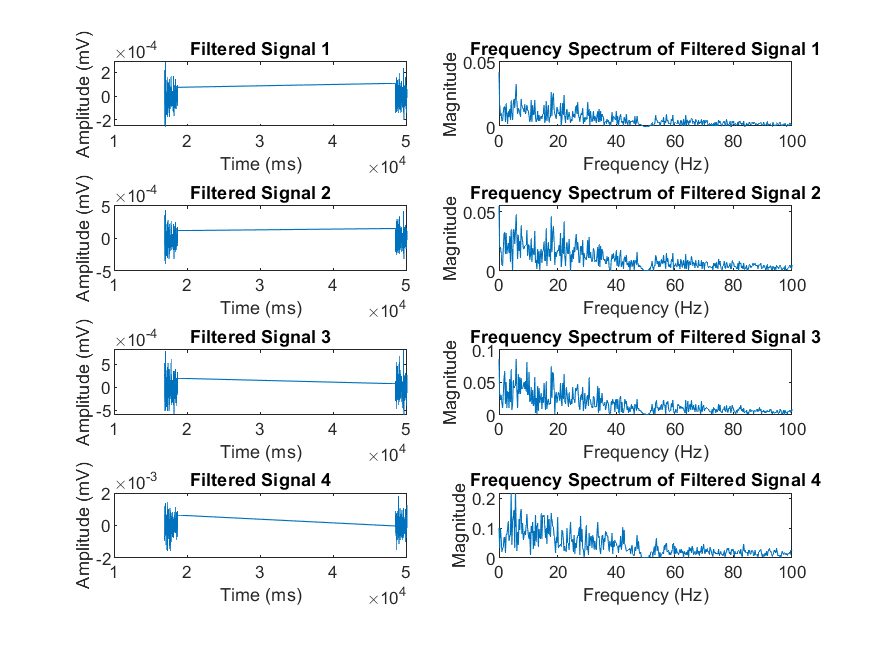 Filtered Signal 1
×10-4
Amplitude (mV)
2
0
-2
1 2 3 4 5
Time (ms)
×104
Frequency Spectrum of Filtered Signal 1
Magnitude
0.05
0
0 20 40 60 80 100
Frequency (Hz)
Filtered Signal 2
×10-4
Amplitude (mV)
5
0
-5
1 2 3 4 5
Time (ms)
×104
Frequency Spectrum of Filtered Signal 2
Magnitude
0.05
0
0 20 40 60 80 100
Frequency (Hz)
Filtered Signal 3
×10-4
Amplitude (mV)
5
0
-5
1 2 3 4 5
Time (ms)
×104
Frequency Spectrum of Filtered Signal 3
Magnitude
0.1
0.05
0
0 20 40 60 80 100
Frequency (Hz)
Filtered Signal 4
×10-3
Amplitude (mV)
2
0
-2
1 2 3 4 5
Time (ms)
×104
Frequency Spectrum of Filtered Signal 4
Magnitude
0.2
0.1
0
0 20 40 60 80 100
Frequency (Hz)